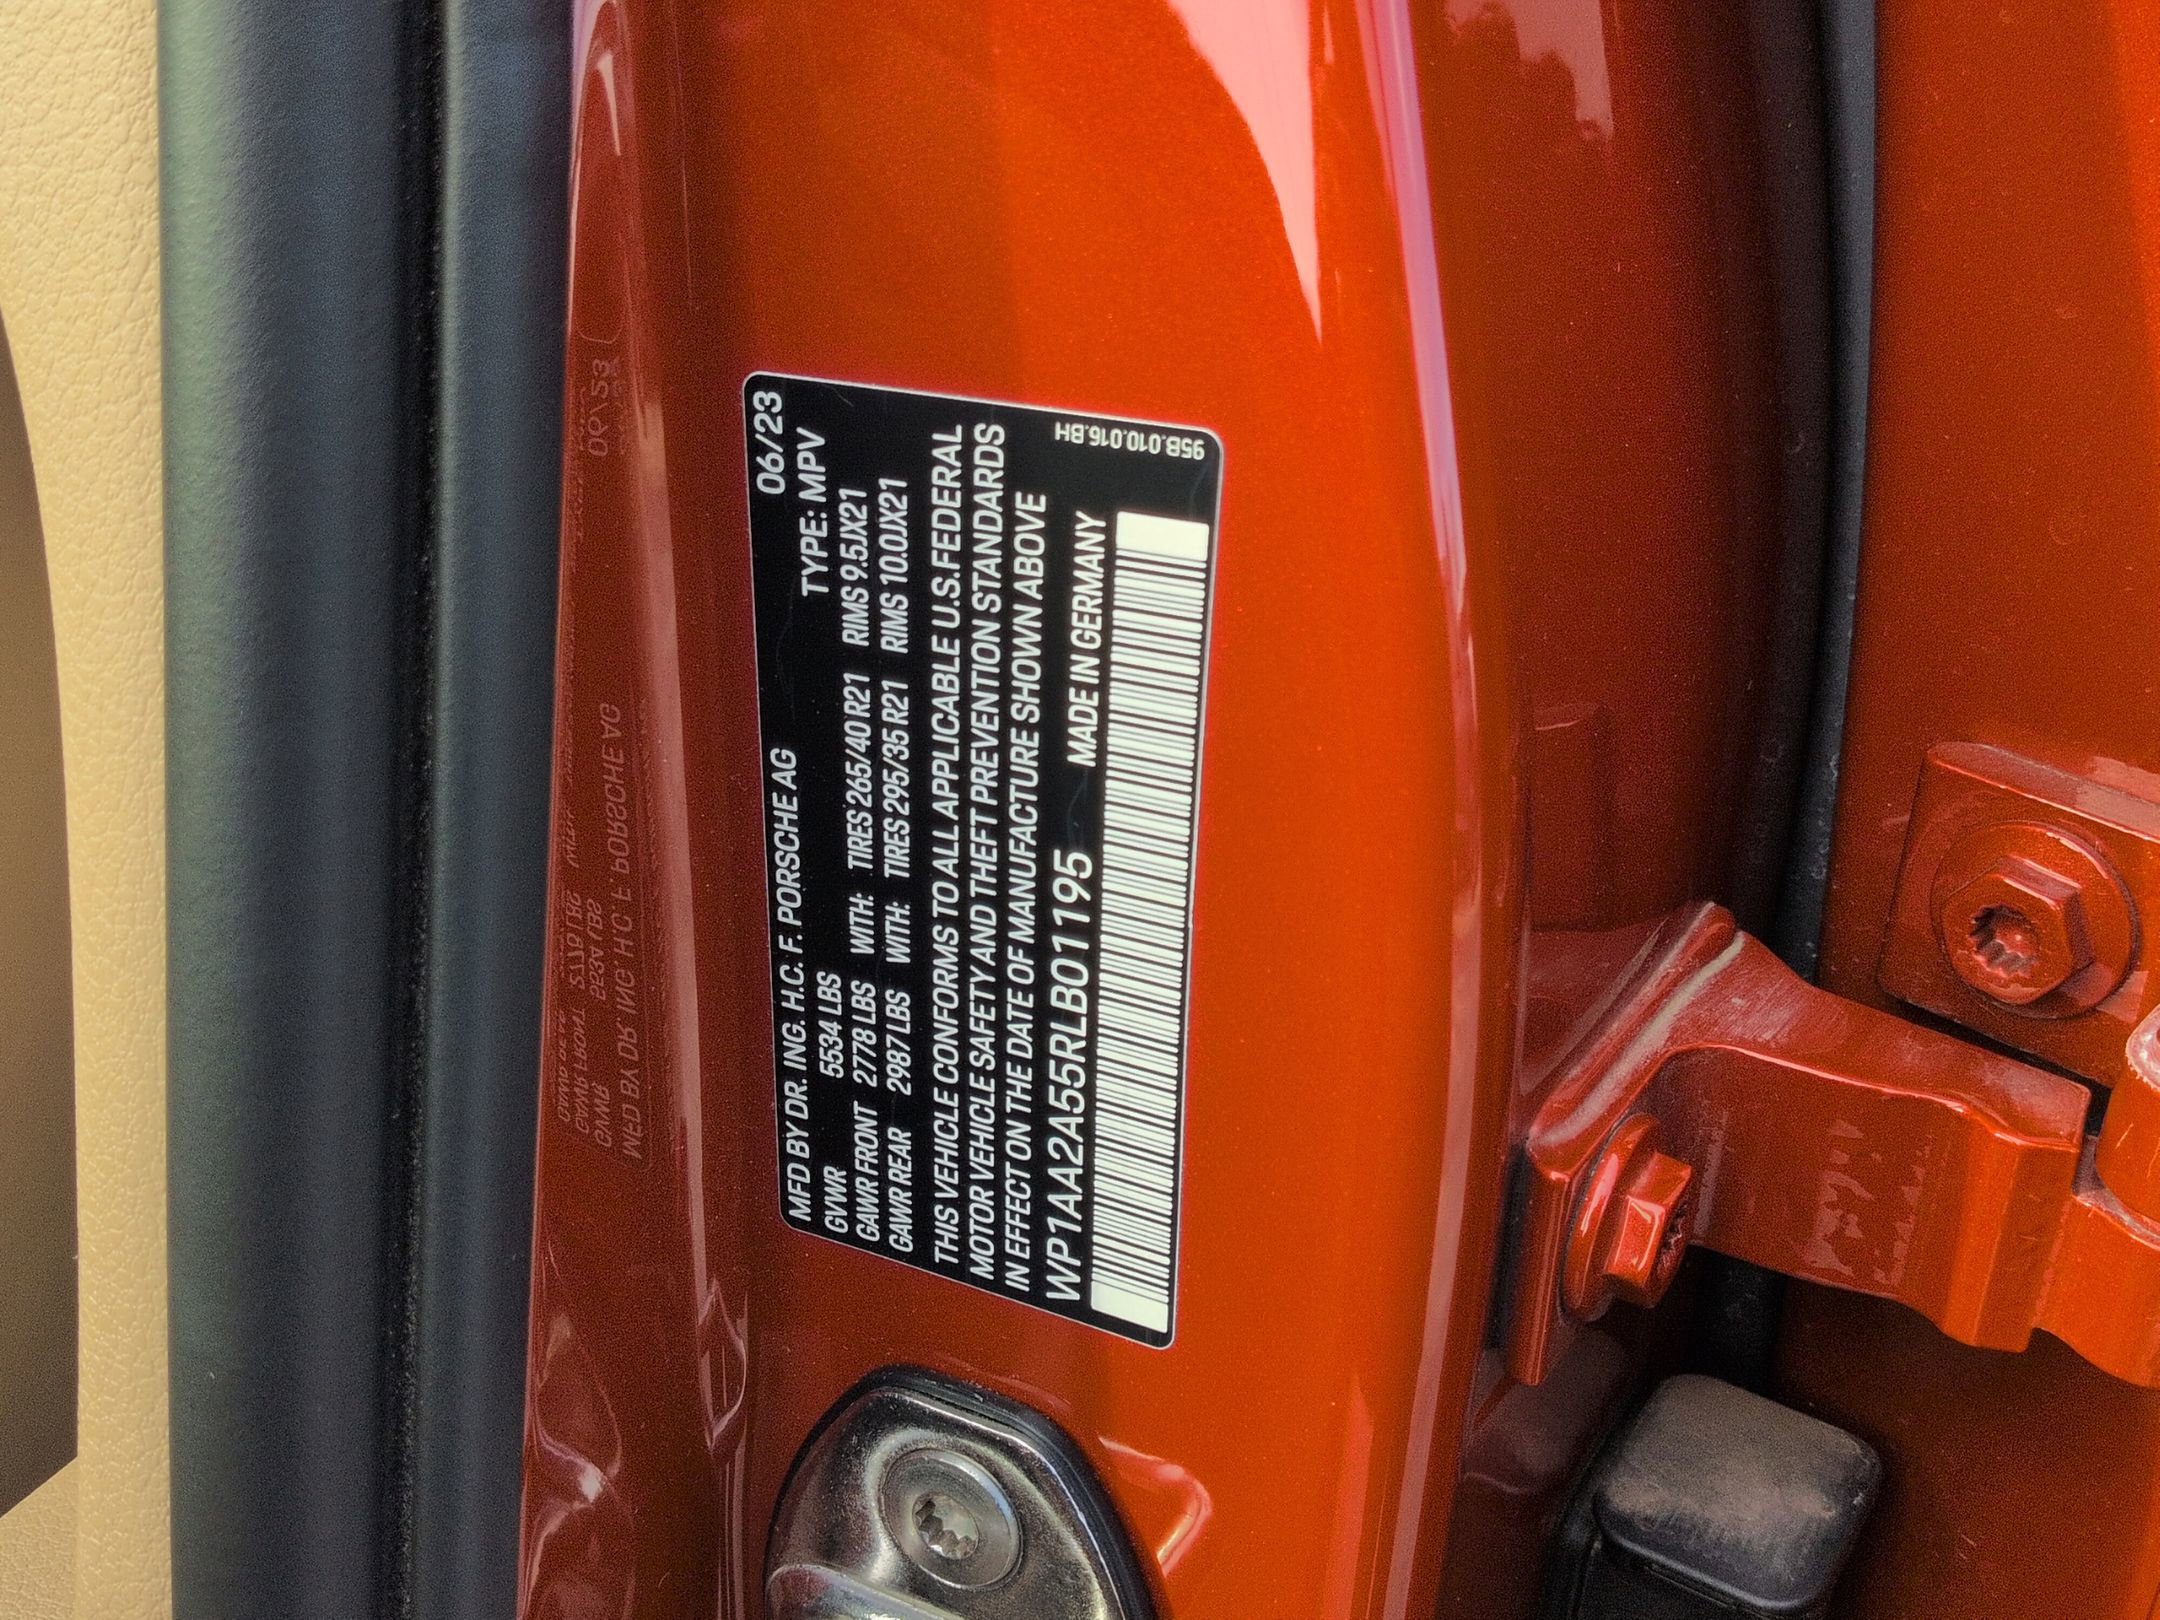 MFD BY DR. ING. H.C. F. PORSCHE AG 06/23
GVWR 5534 LBS TYPE: MPV
GAWR FRONT 2778 LBS WITH: TIRES 265/40 R21 RIMS 9.5JX21
GAWR REAR 2987 LBS WITH: TIRES 295/35 R21 RIMS 10.0JX21
THIS VEHICLE CONFORMS TO ALL APPLICABLE U.S. FEDERAL
MOTOR VEHICLE SAFETY AND THEFT PREVENTION STANDARDS
IN EFFECT ON THE DATE OF MANUFACTURE SHOWN ABOVE
WP1AA2A55RLB01195 MADE IN GERMANY
95B.010.016.BH